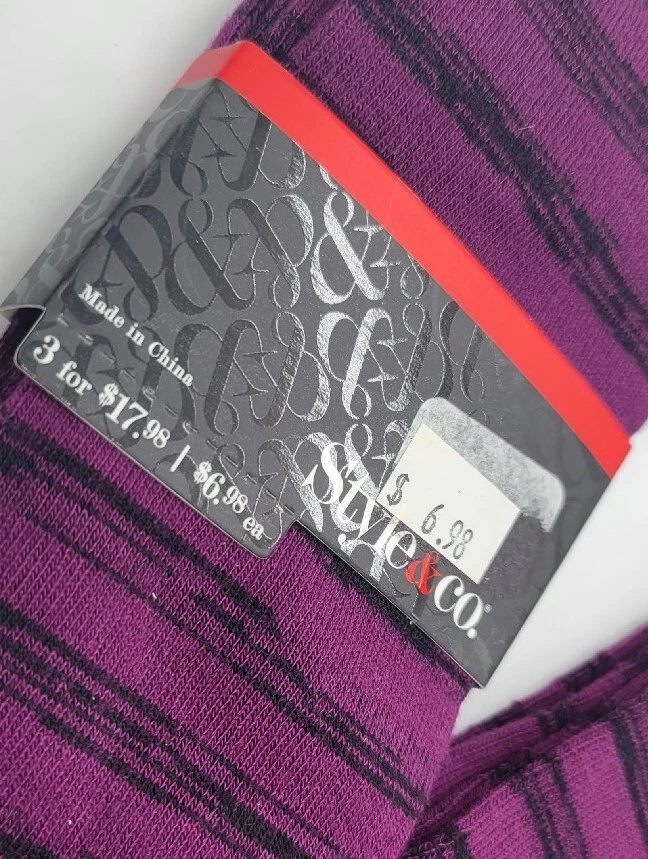 Made in China
3 for $17.98 | $6.98 ea
$ 6.98
Style&co.